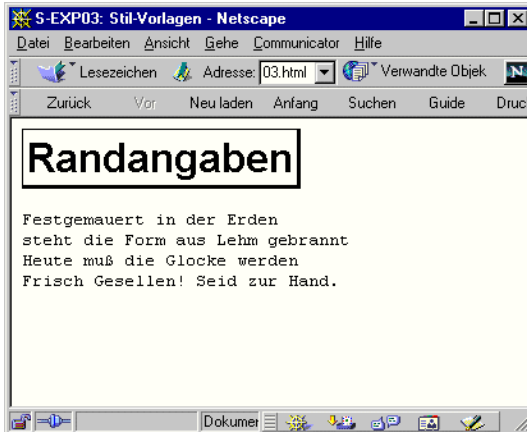 S-EXP03: Stil-Vorlagen - Netscape
Datei Bearbeiten Ansicht Gehe Communicator Hilfe
Lesezeichen Adresse: 03.html Verwandte Objek N
Zurück Vor Neu laden Anfang Suchen Guide Druc
Randangaben
Festgemauert in der Erden
steht die Form aus Lehm gebrannt
Heute muß die Glocke werden
Frisch Gesellen! Seid zur Hand.
Dokumer